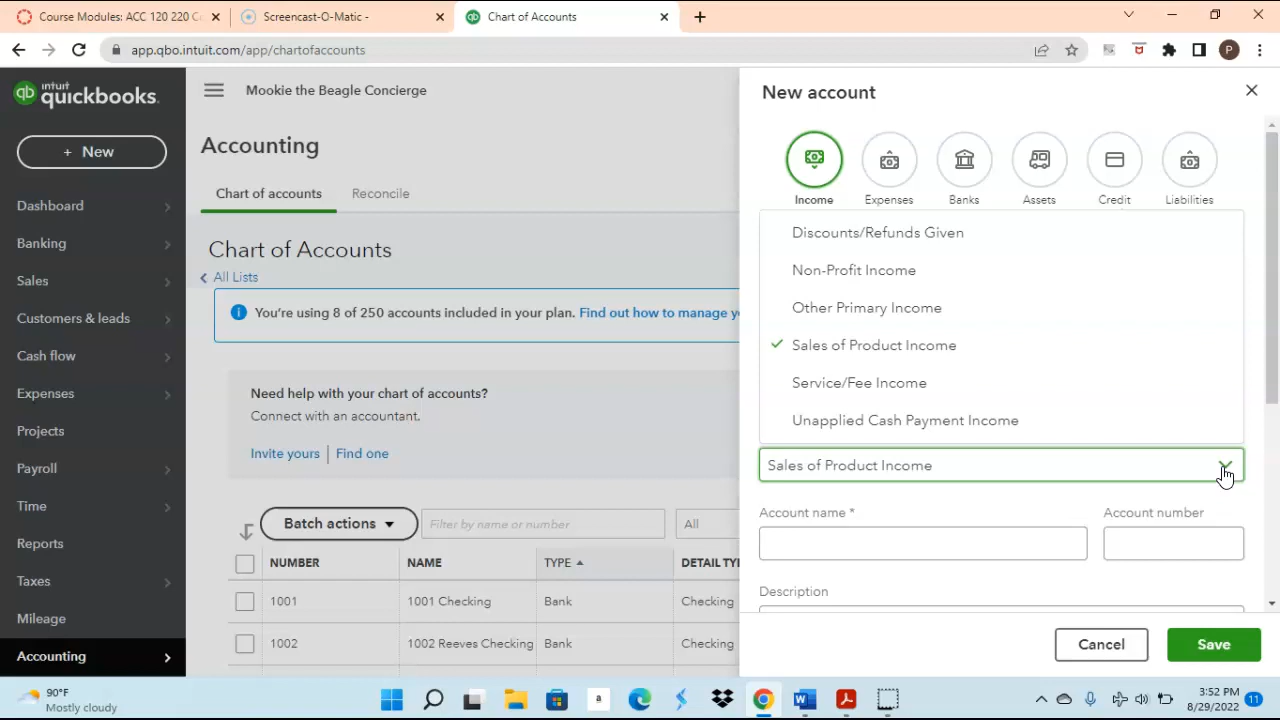 Course Modules: ACC 120 220 C
Screencast-O-Matic -
qb
Chart of Accounts
app.qbo.intuit.com/app/chartofaccounts
P
qb intuit quickbooks.
Mookie the Beagle Concierge
+ New
Dashboard
Banking
Sales
Customers & leads
Cash flow
Expenses
Projects
Payroll
Time
Reports
Taxes
Mileage
Accounting
Accounting
Chart of accounts
Reconcile
Chart of Accounts
All Lists
You're using 8 of 250 accounts included in your plan. Find out how to manage y
Need help with your chart of accounts?
Connect with an accountant.
Invite yours | Find one
Batch actions
Filter by name or number
All
NUMBER NAME TYPE DETAIL TY
1001 1001 Checking Bank Checking
1002 1002 Reeves Checking Bank Checking
New account
Income Expenses Banks Assets Credit Liabilities
Discounts/Refunds Given
Non-Profit Income
Other Primary Income
Sales of Product Income
Service/Fee Income
Unapplied Cash Payment Income
Sales of Product Income
Account name * Account number
Description
Cancel Save
90°F
Mostly cloudy
a
W
3:52 PM
8/29/2022
11